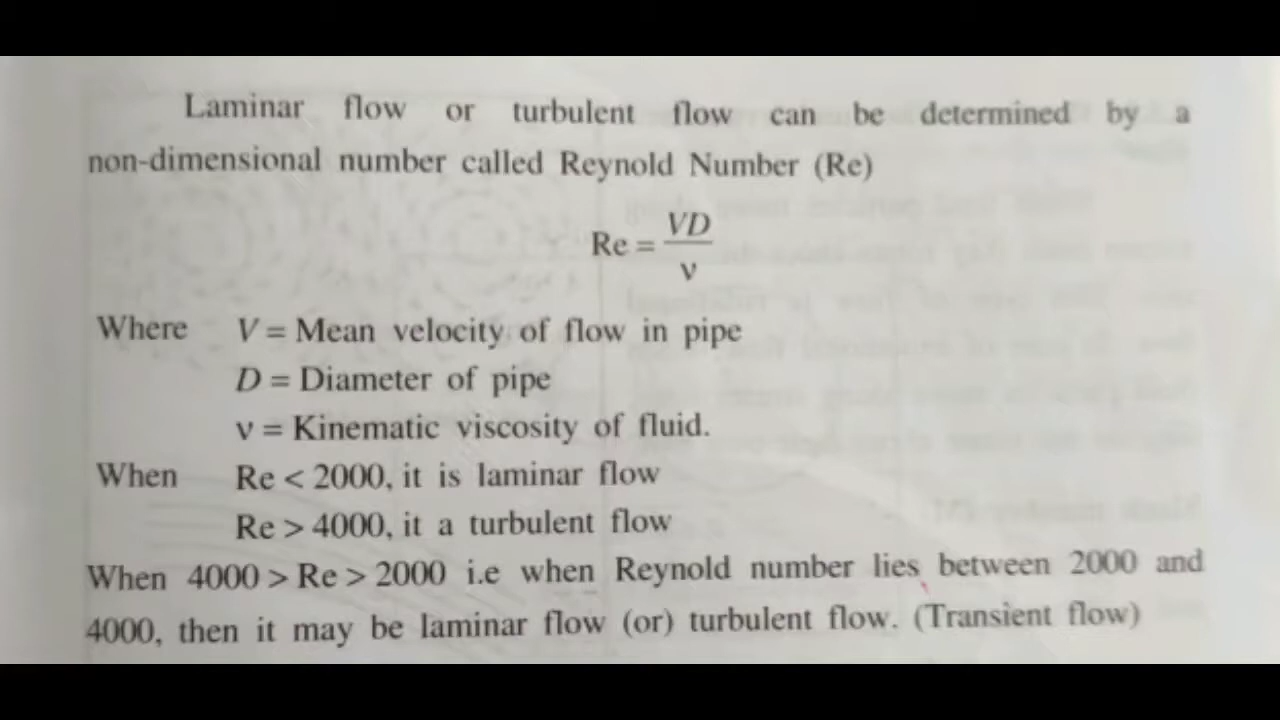 Laminar flow or turbulent flow can be determined by a
non-dimensional number called Reynold Number (Re)
Re = VD/ν
Where V = Mean velocity of flow in pipe
D = Diameter of pipe
ν = Kinematic viscosity of fluid.
When Re < 2000, it is laminar flow
Re > 4000, it a turbulent flow
When 4000 > Re > 2000 i.e when Reynold number lies between 2000 and
4000, then it may be laminar flow (or) turbulent flow. (Transient flow)